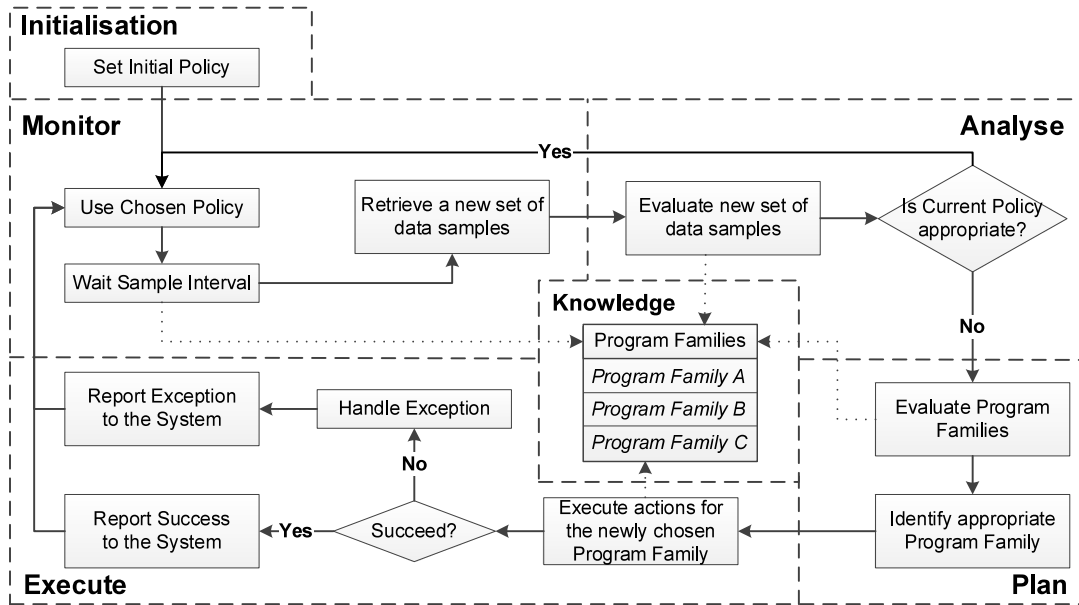 Initialisation
Set Initial Policy
Monitor
Analyse
Yes
Use Chosen Policy
Retrieve a new set of
data samples
Evaluate new set of
data samples
Is Current Policy
appropriate?
Wait Sample Interval
Knowledge
No
Program Families
Program Family A
Program Family B
Program Family C
Report Exception
to the System
Handle Exception
Evaluate Program
Families
No
Report Success
to the System
Yes
Succeed?
Execute actions for
the newly chosen
Program Family
Identify appropriate
Program Family
Execute
Plan